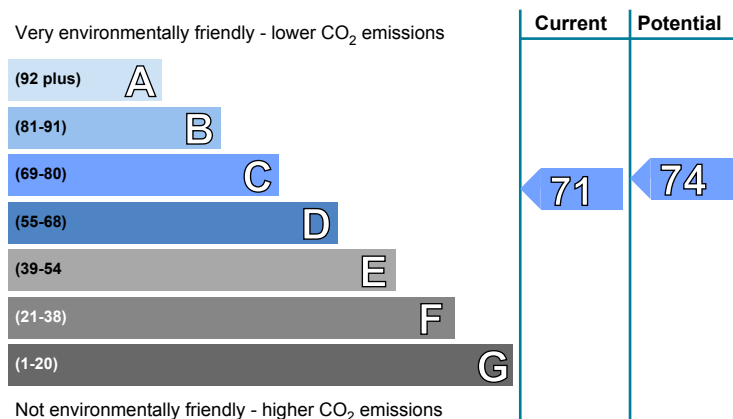 Current Potential
Very environmentally friendly - lower CO₂ emissions
(92 plus) A
(81-91) B
(69-80) C
71 74
(55-68) D
(39-54 E
(21-38) F
(1-20) G
Not environmentally friendly - higher CO₂ emissions